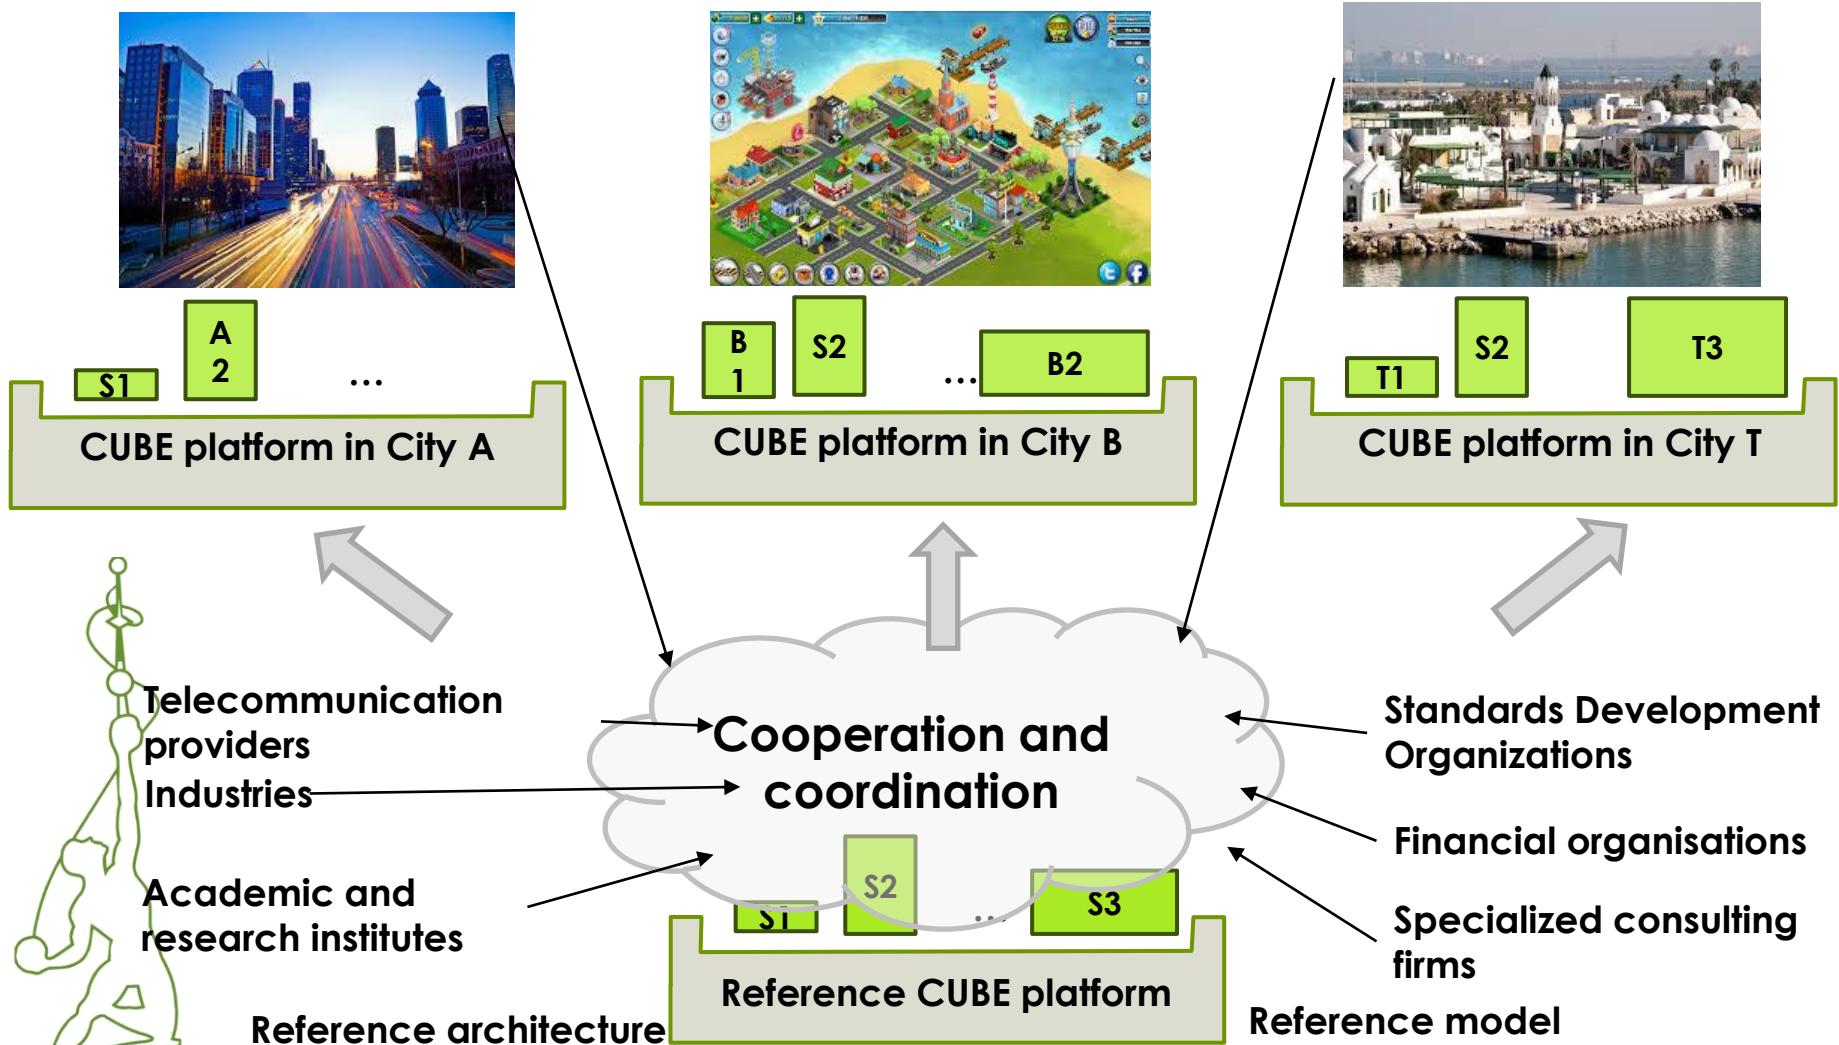 A
2
S1
...
CUBE platform in City A
B
1
S2
...
B2
CUBE platform in City B
T1
S2
T3
CUBE platform in City T
Telecommunication
providers
Industries
Academic and
research institutes
Cooperation and
coordination
Standards Development
Organizations
Financial organisations
Specialized consulting
firms
S1
S2
...
S3
Reference CUBE platform
Reference architecture
Reference model